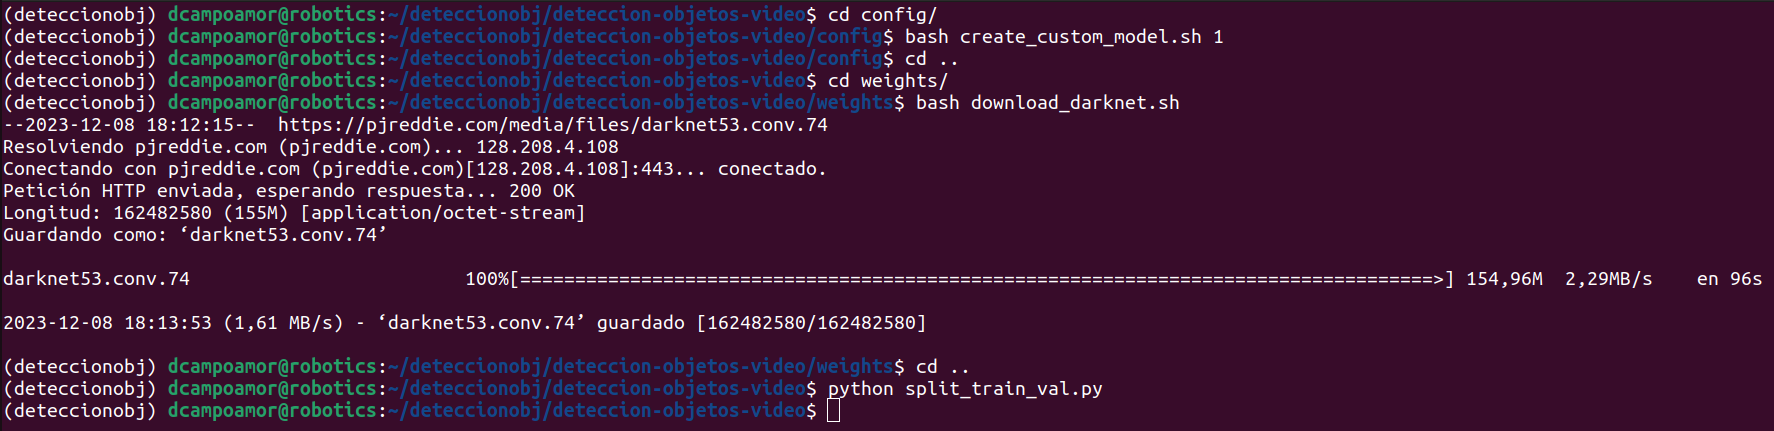 (deteccionobj) dcampoamor@robotics:~/deteccionobj/deteccion-objetos-video$ cd config/
(deteccionobj) dcampoamor@robotics:~/deteccionobj/deteccion-objetos-video/config$ bash create_custom_model.sh 1
(deteccionobj) dcampoamor@robotics:~/deteccionobj/deteccion-objetos-video/config$ cd ..
(deteccionobj) dcampoamor@robotics:~/deteccionobj/deteccion-objetos-video$ cd weights/
(deteccionobj) dcampoamor@robotics:~/deteccionobj/deteccion-objetos-video/weights$ bash download_darknet.sh
--2023-12-08 18:12:15--  https://pjreddie.com/media/files/darknet53.conv.74
Resolviendo pjreddie.com (pjreddie.com)... 128.208.4.108
Conectando con pjreddie.com (pjreddie.com)[128.208.4.108]:443... conectado.
Petición HTTP enviada, esperando respuesta... 200 OK
Longitud: 162482580 (155M) [application/octet-stream]
Guardando como: ‘darknet53.conv.74’
darknet53.conv.74                         100%[===================================================================================>] 154,96M  2,29MB/s    en 96s
2023-12-08 18:13:53 (1,61 MB/s) - ‘darknet53.conv.74’ guardado [162482580/162482580]
(deteccionobj) dcampoamor@robotics:~/deteccionobj/deteccion-objetos-video/weights$ cd ..
(deteccionobj) dcampoamor@robotics:~/deteccionobj/deteccion-objetos-video$ python split_train_val.py
(deteccionobj) dcampoamor@robotics:~/deteccionobj/deteccion-objetos-video$